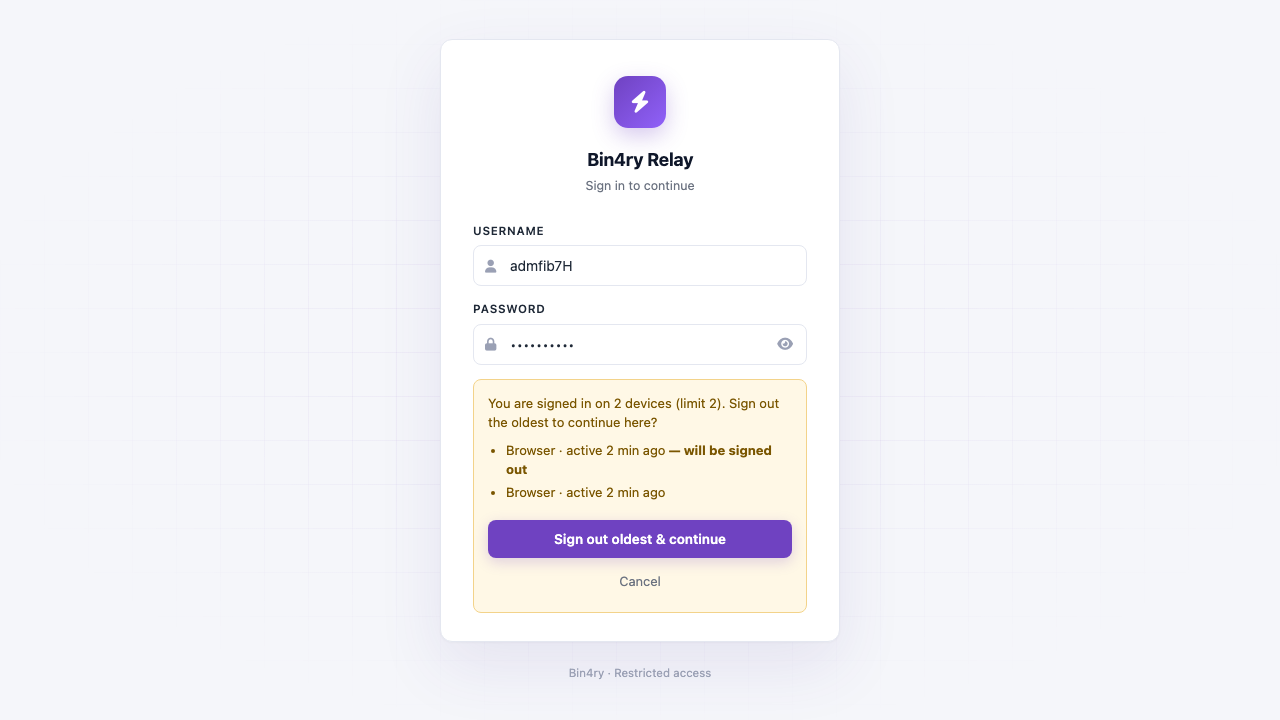 Bin4ry Relay
Sign in to continue
USERNAME
admfib7H
PASSWORD
••••••••••
You are signed in on 2 devices (limit 2). Sign out
the oldest to continue here?
• Browser · active 2 min ago — will be signed
out
• Browser · active 2 min ago
Sign out oldest & continue
Cancel
Bin4ry · Restricted access